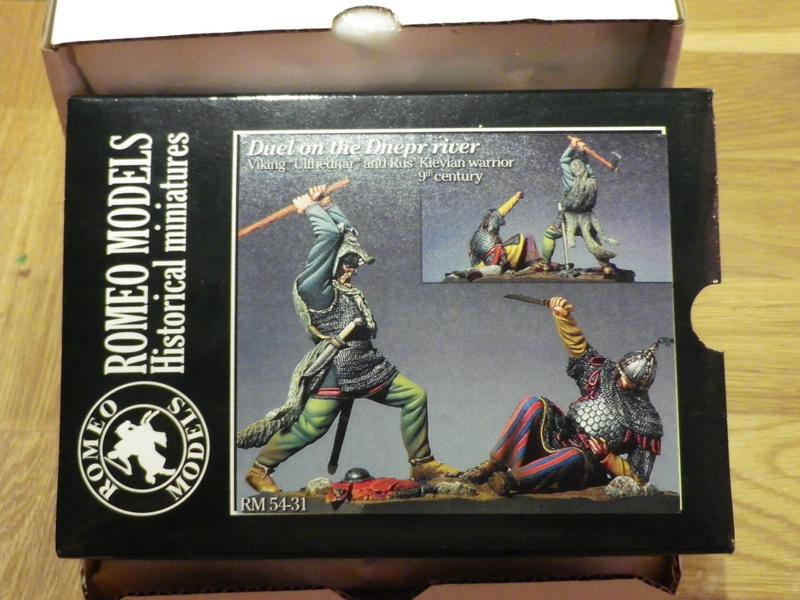 ROMEO MODELS
Historical miniatures
ROMEO MODELS
Duel on the Dnepr river
Viking "Ulfhednar" and Rus' Kievian warrior
9th century
RM 54-31